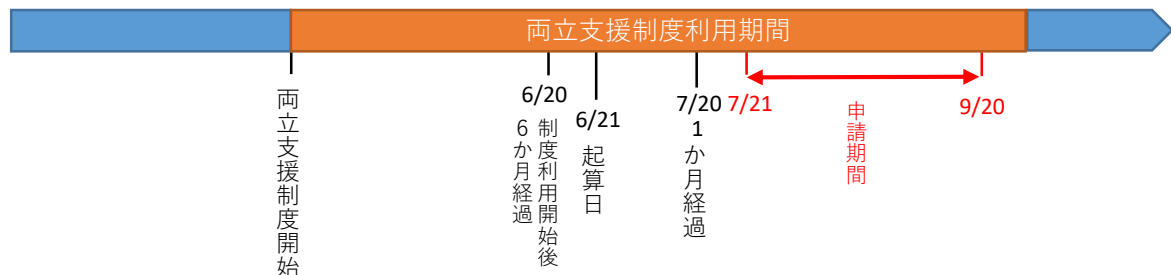 両立支援制度利用期間
両立支援制度開始
6/20
制度利用開始後
6か月経過
6/21
起算日
7/20
1か月経過
7/21
申請期間
9/20